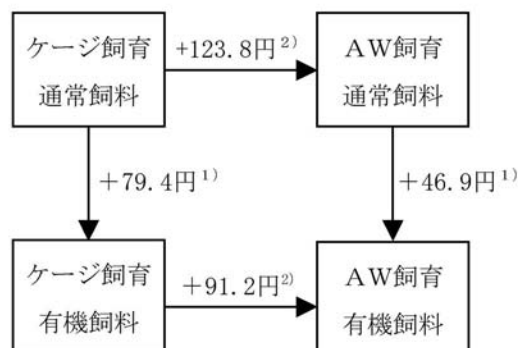 ケージ飼育
通常飼料
+123.8円2)
AW飼育
通常飼料
+79.4円1)
+46.9円1)
ケージ飼育
有機飼料
+91.2円2)
AW飼育
有機飼料